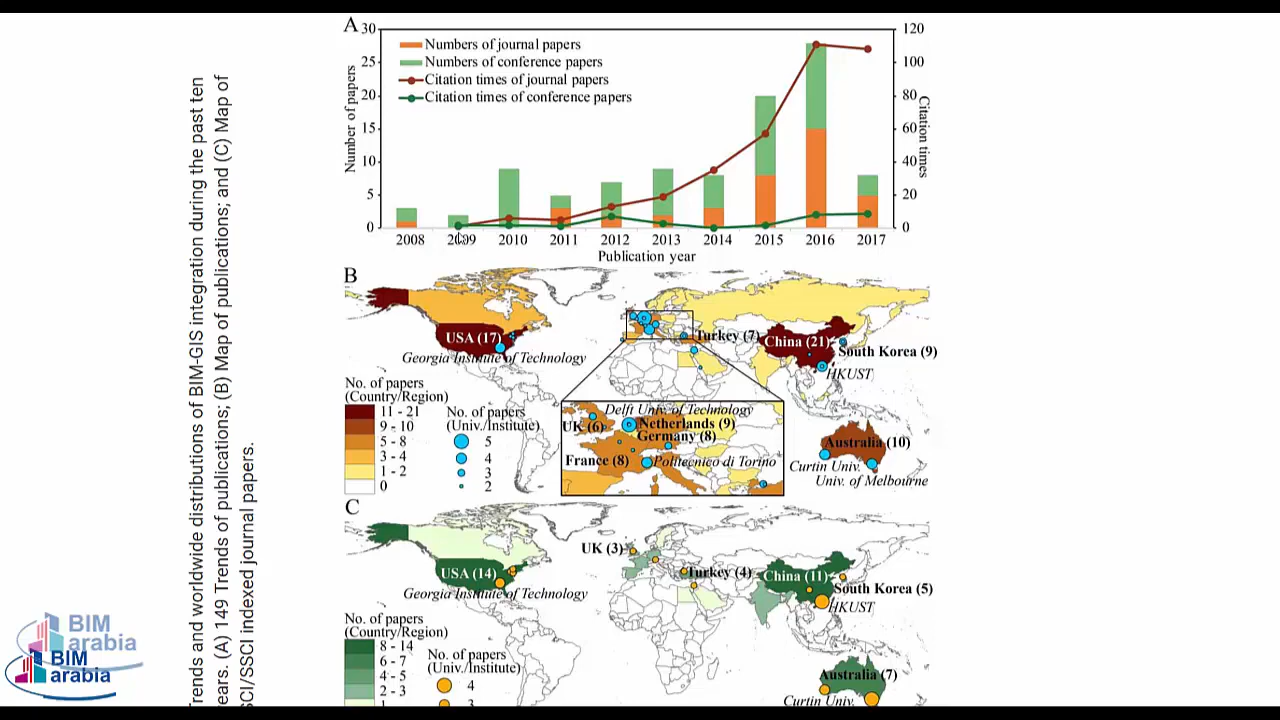 Trends and worldwide distributions of BIM-GIS integration during the past ten
ears. (A) 149 Trends of publications; (B) Map of publications; and (C) Map of
SCI/SSCI indexed journal papers.
A
30
25
20
15
10
5
0
Number of papers
Numbers of journal papers
Numbers of conference papers
Citation times of journal papers
Citation times of conference papers
120
100
80
60
40
20
0
Citation times
2008 2009 2010 2011 2012 2013 2014 2015 2016 2017
Publication year
B
USA (17)
Georgia Institute of Technology
Turkey (7)
China (21)
South Korea (9)
HKUST
No. of papers
(Country/Region)
11 - 21
9 - 10
5 - 8
3 - 4
1 - 2
0
No. of papers
(Univ./Institute)
5
4
3
2
Delft Univ. of Technology
UK (6)
Netherlands (9)
Germany (8)
France (8)
Politecnico di Torino
Australia (10)
Curtin Univ.
Univ. of Melbourne
C
UK (3)
USA (14)
Georgia Institute of Technology
Turkey (4)
China (11)
South Korea (5)
HKUST
No. of papers
(Country/Region)
8 - 14
6 - 7
4 - 5
2 - 3
1
No. of papers
(Univ./Institute)
4
3
Australia (7)
Curtin Univ.
BIM
arabia
BIM
arabia